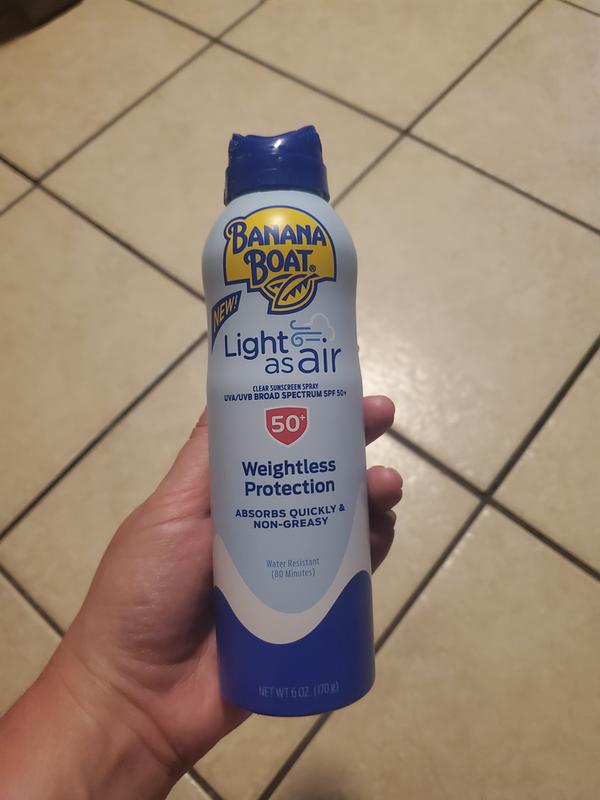 BANANA
BOAT®
NEW!
Light
as air
CLEAR SUNSCREEN SPRAY
UVA/UVB BROAD SPECTRUM SPF 50+
50+
Weightless
Protection
ABSORBS QUICKLY &
NON-GREASY
Water Resistant
(80 Minutes)
NET WT 6 OZ. (170 g)